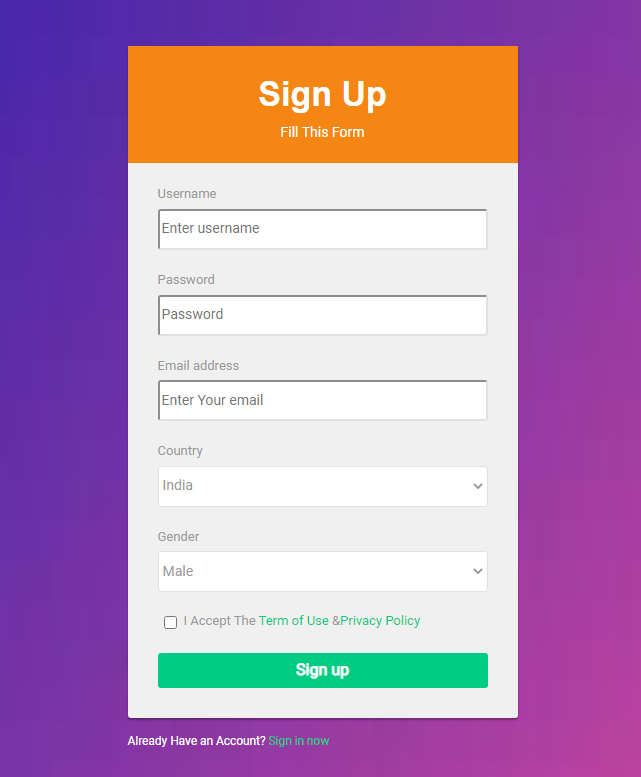 Sign Up
Fill This Form
Username
Enter username
Password
Password
Email address
Enter Your email
Country
India
Gender
Male
I Accept The Term of Use &Privacy Policy
Sign up
Already Have an Account? Sign in now